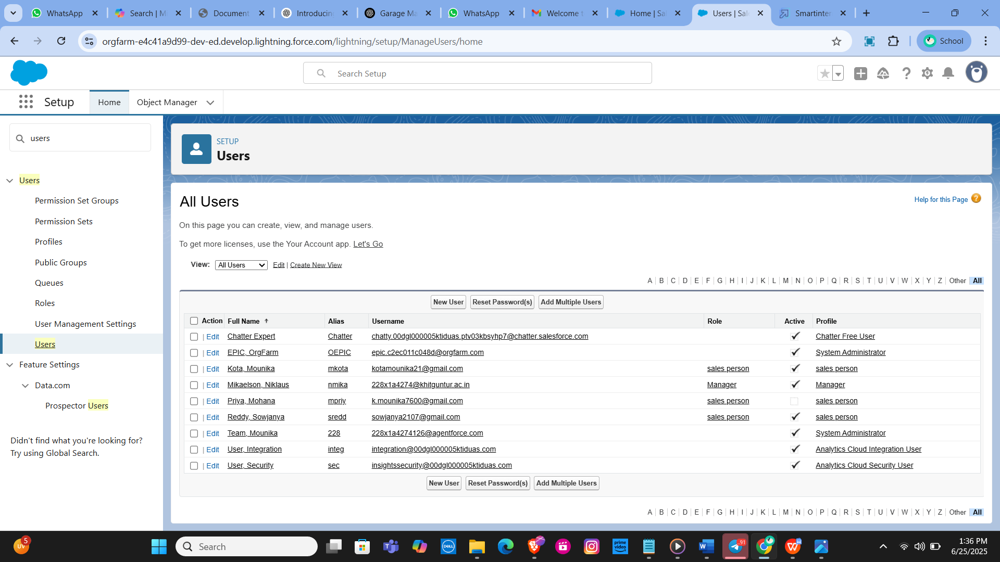 WhatsApp
Search | M
Document
Introducin
Garage Ma
WhatsApp
Welcome t
Home | Sa
Users | Sal
Smartinter
orgfarm-e4c41a9d99-dev-ed.develop.lightning.force.com/lightning/setup/ManageUsers/home
School
Search Setup
Setup
Home
Object Manager
users
Users
Permission Set Groups
Permission Sets
Profiles
Public Groups
Queues
Roles
User Management Settings
Users
Feature Settings
Data.com
Prospector Users
Didn't find what you're looking for?
Try using Global Search.
SETUP
Users
All Users
Help for this Page ?
On this page you can create, view, and manage users.
To get more licenses, use the Your Account app. Let's Go
View: All Users Edit | Create New View
A B C D E F G H I J K L M N O P Q R S T U V W X Y Z Other All
New User Reset Password(s) Add Multiple Users
Action Full Name Alias Username Role Active Profile
| Edit Chatter Expert Chatter chatty.00dgl000005ktiduas.ptv03kbsyhp7@chatter.salesforce.com Chatter Free User
| Edit EPIC, OrgFarm OEPIC epic.c2ec011c048d@orgfarm.com System Administrator
| Edit Kota, Mounika mkota kotamounika21@gmail.com sales person sales person
| Edit Mikaelson, Niklaus nmika 228x1a4274@khitguntur.ac.in Manager Manager
| Edit Priya, Mohana mpriy k.mounika7600@gmail.com sales person sales person
| Edit Reddy, Sowjanya sredd sowjanya2107@gmail.com sales person sales person
| Edit Team, Mounika 228 228x1a4274126@agentforce.com System Administrator
| Edit User, Integration integ integration@00dgl000005ktiduas.com Analytics Cloud Integration User
| Edit User, Security sec insightssecurity@00dgl000005ktiduas.com Analytics Cloud Security User
New User Reset Password(s) Add Multiple Users
A B C D E F G H I J K L M N O P Q R S T U V W X Y Z Other All
UV 5
Search
DELL
prime video
91
1:36 PM
6/25/2025